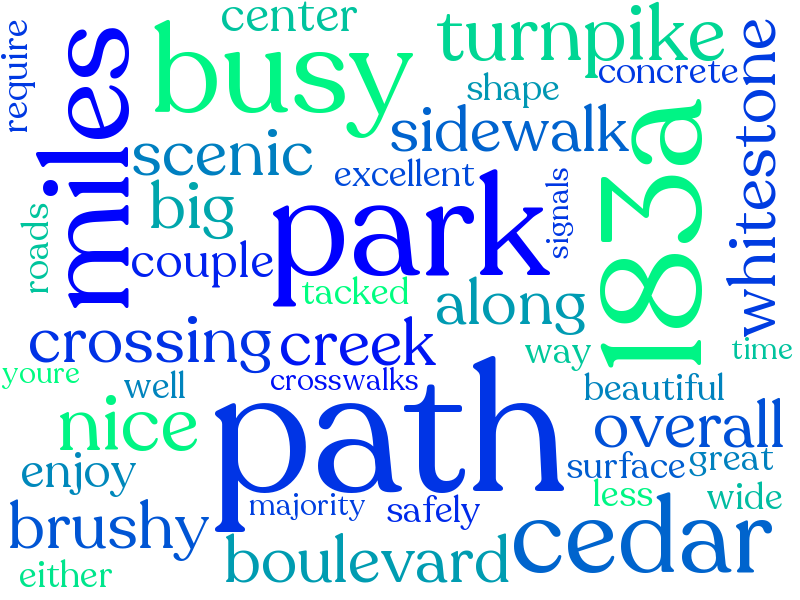 require
center
busy
turnpike
concrete
whitestone
miles
shape
sidewalk
scenic
excellent
signals
183a
big
park
roads
couple
tacked
along
crossing
creek
way
time
youre
well
crosswalks
beautiful
path
nice
overall
enjoy
surface
great
less
wide
majority
safely
brushy
cedar
boulevard
either